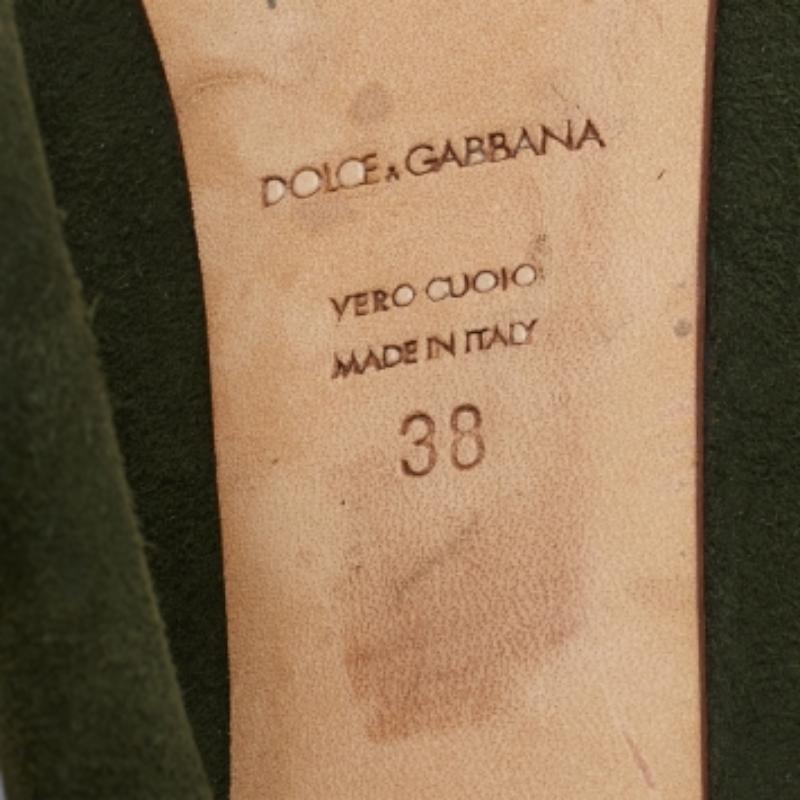 DOLCE & GABBANA
VERO CUOIO
MADE IN ITALY
38